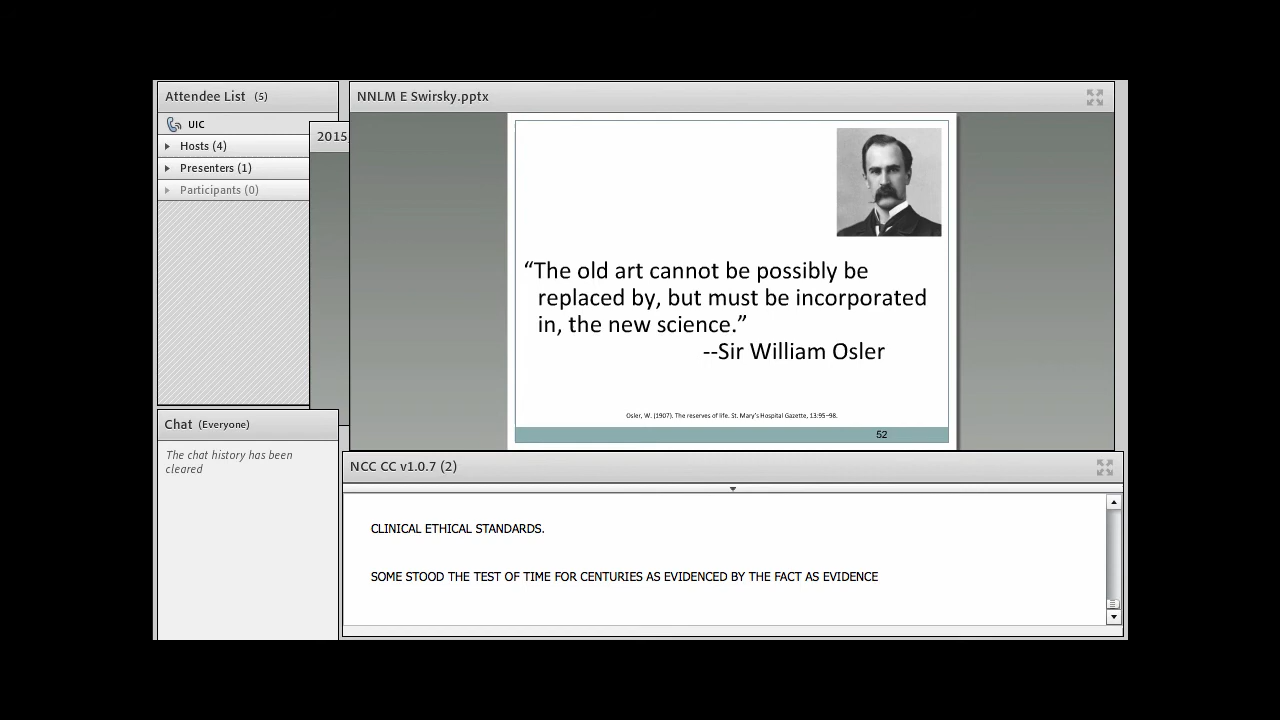 Attendee List (5)
UIC
Hosts (4)
Presenters (1)
Participants (0)
2015
Chat (Everyone)
The chat history has been
cleared
NNLM E Swirsky.pptx
“The old art cannot be possibly be
replaced by, but must be incorporated
in, the new science.”
--Sir William Osler
Osler, W. (1907). The reserves of life. St. Mary's Hospital Gazette, 13:95–98.
52
NCC CC v1.0.7 (2)
CLINICAL ETHICAL STANDARDS.
SOME STOOD THE TEST OF TIME FOR CENTURIES AS EVIDENCED BY THE FACT AS EVIDENCE